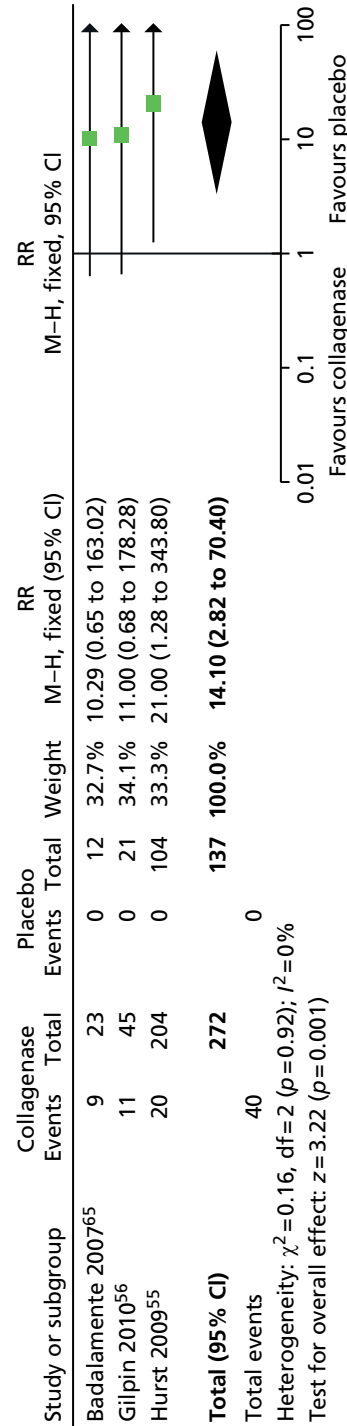 Collagenase Placebo RR RR
Study or subgroup Events Total Events Total Weight M–H, fixed (95% CI) M–H, fixed, 95% CI
Badalamente 2007⁶⁵ 9 23 0 12 32.7% 10.29 (0.65 to 163.02)
Gilpin 2010⁵⁶ 11 45 0 21 34.1% 11.00 (0.68 to 178.28)
Hurst 2009⁵⁵ 20 204 0 104 33.3% 21.00 (1.28 to 343.80)
Total (95% CI) 272 137 100.0% 14.10 (2.82 to 70.40)
Total events 40 0
Heterogeneity: χ²=0.16, df=2 (p=0.92); I²=0%
Test for overall effect: z=3.22 (p=0.001)
0.01 0.1 1 10 100
Favours collagenase Favours placebo